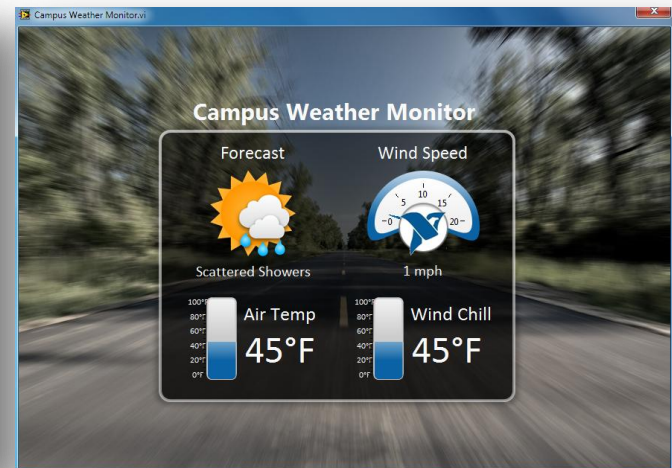 Campus Weather Monitor.vi
Campus Weather Monitor
Forecast
Wind Speed
0
5
10
15
20
Scattered Showers
1 mph
100°F
80°F
60°F
40°F
20°F
0°F
Air Temp
45°F
100°F
80°F
60°F
40°F
20°F
0°F
Wind Chill
45°F